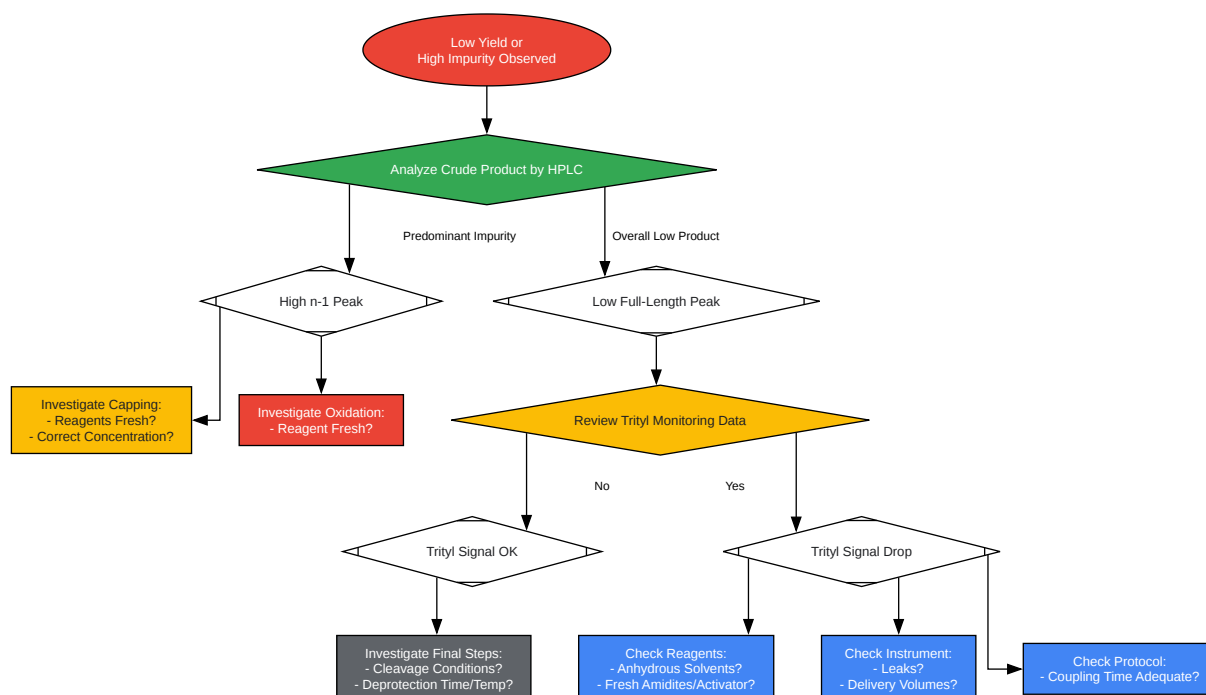 Low Yield or
High Impurity Observed
Analyze Crude Product by HPLC
Predominant Impurity
Overall Low Product
High n-1 Peak
Low Full-Length Peak
Investigate Capping:
- Reagents Fresh?
- Correct Concentration?
Investigate Oxidation:
- Reagent Fresh?
Review Trityl Monitoring Data
No
Yes
Trityl Signal OK
Trityl Signal Drop
Investigate Final Steps:
- Cleavage Conditions?
- Deprotection Time/Temp?
Check Reagents:
- Anhydrous Solvents?
- Fresh Amidites/Activator?
Check Instrument:
- Leaks?
- Delivery Volumes?
Check Protocol:
- Coupling Time Adequate?